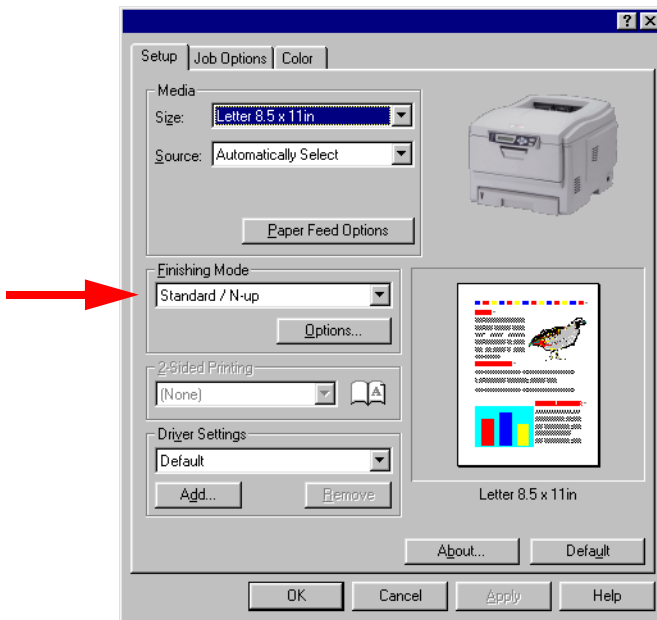 Setup
Job Options
Color
Media
Size:
Letter 8.5 x 11in
Source:
Automatically Select
Paper Feed Options
Finishing Mode
Standard / N-up
Options...
2-Sided Printing
(None)
A
Driver Settings
Default
Add...
Remove
Letter 8.5 x 11in
About...
Default
OK
Cancel
Apply
Help